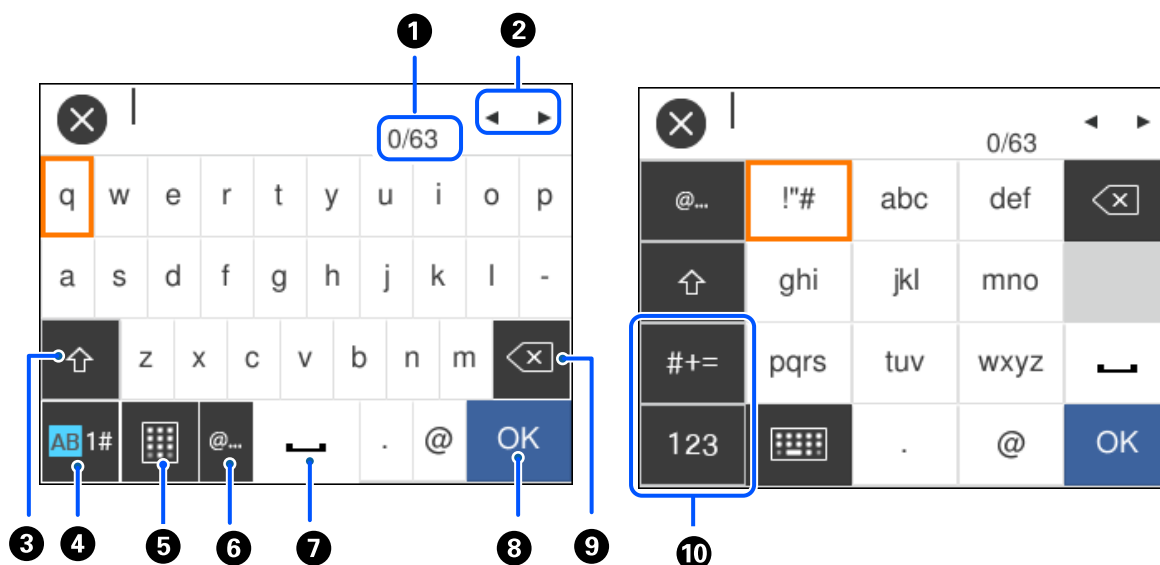 1 2
0/63
q w e r t y u i o p
a s d f g h j k l -
z x c v b n m
AB 1# @... . @ OK
3 4 5 6 7 8 9
0/63
@... !"# abc def
ghi jkl mno
#+= pqrs tuv wxyz
123 . @ OK
10